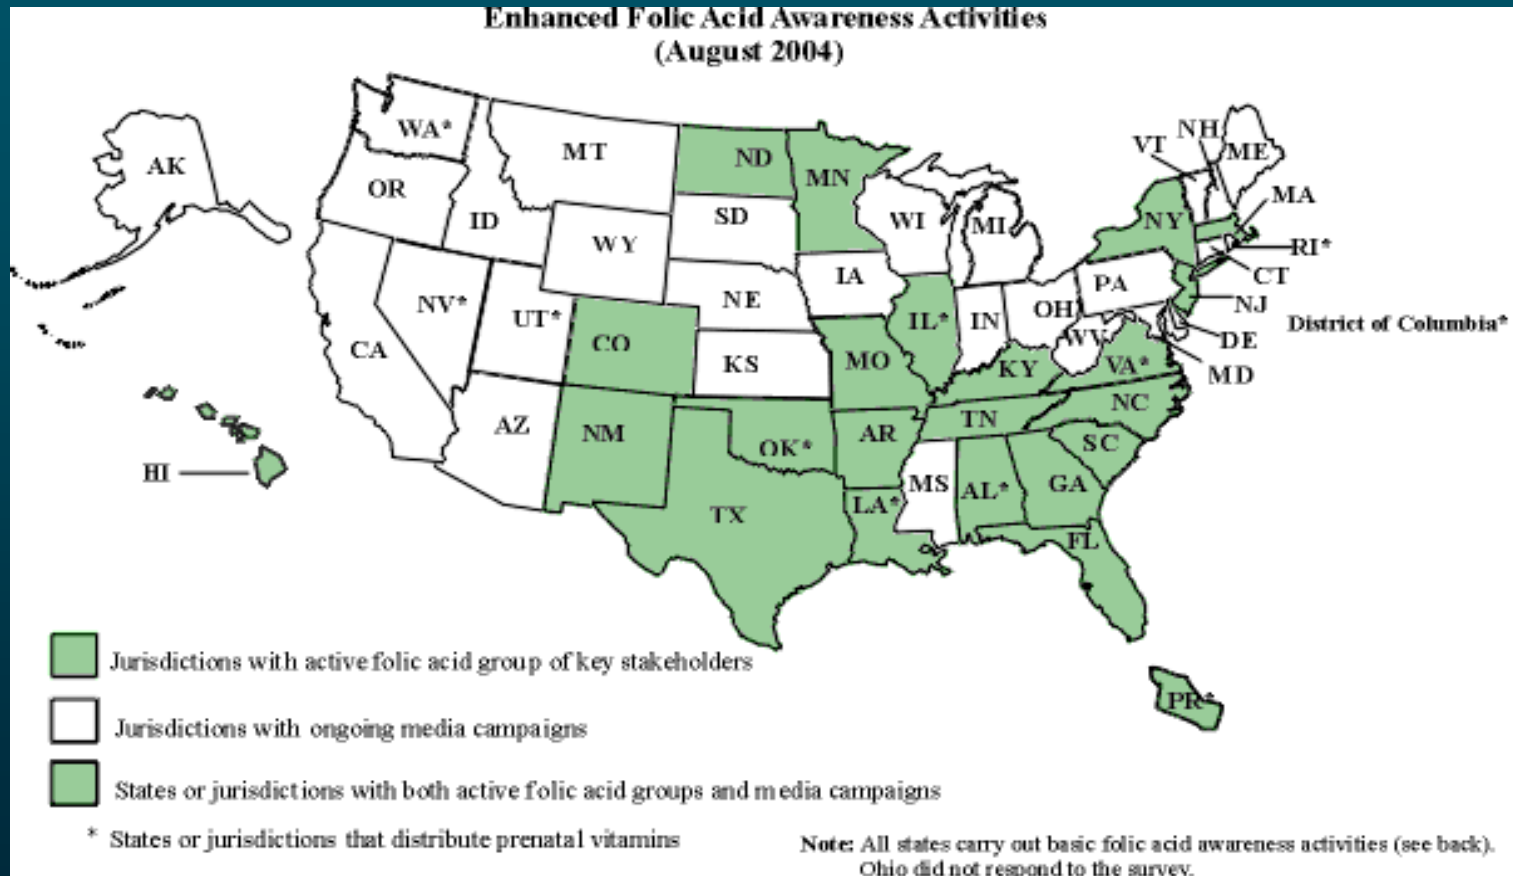 Enhanced Folic Acid Awareness Activities
(August 2004)
WA*
MT
ND
MN
VT
NH
ME
AK
OR
ID
SD
WI
MI
NY
MA
WY
RI*
IA
PA
CT
NV*
UT*
NE
IL*
IN
OH
NJ
District of Columbia*
CA
CO
KS
MO
WV
DE
KY
VA*
MD
AZ
NM
OK*
AR
TN
NC
SC
HI
TX
LA*
MS
AL*
GA
FL
PR*
Jurisdictions with active folic acid group of key stakeholders
Jurisdictions with ongoing media campaigns
States or jurisdictions with both active folic acid groups and media campaigns
* States or jurisdictions that distribute prenatal vitamins
Note: All states carry out basic folic acid awareness activities (see back).
Ohio did not respond to the survey.